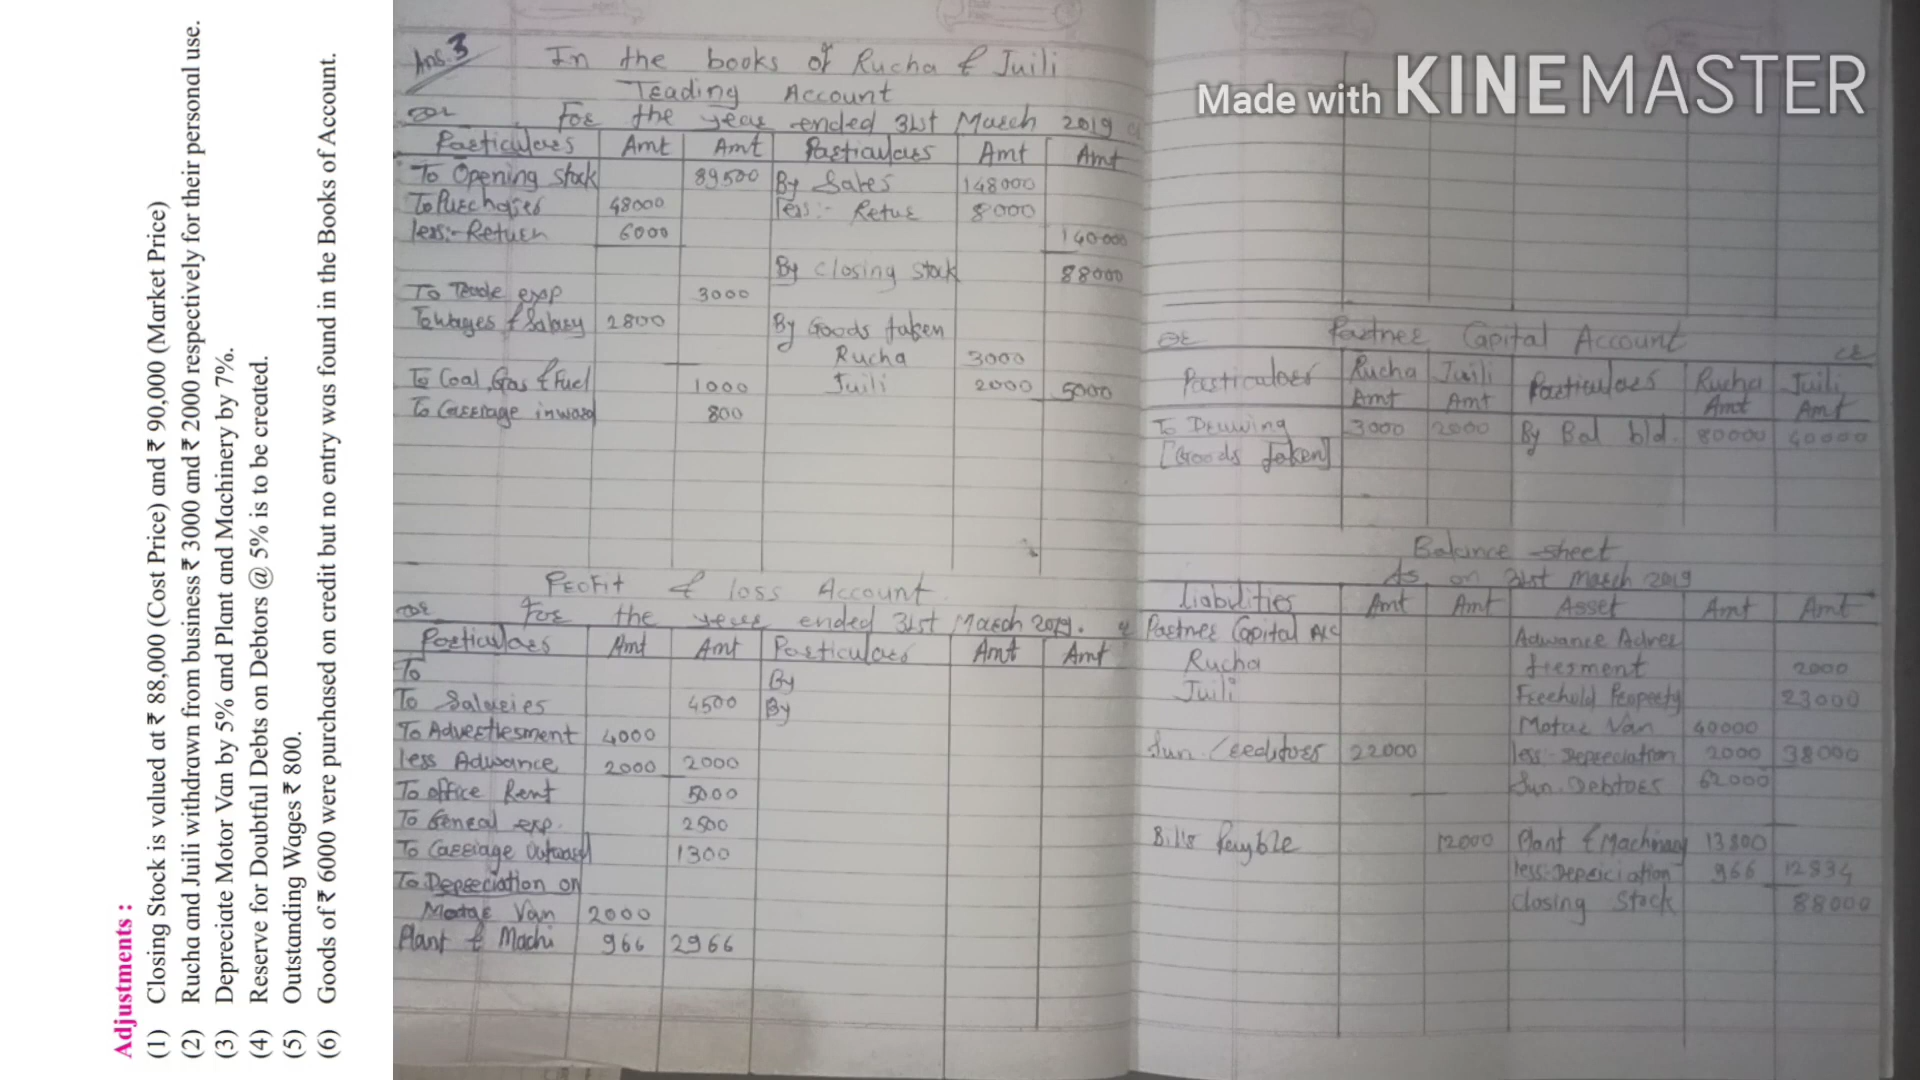 Adjustments :
(1) Closing Stock is valued at ₹ 88,000 (Cost Price) and ₹ 90,000 (Market Price)
(2) Rucha and Juili withdrawn from business ₹ 3000 and ₹ 2000 respectively for their personal use.
(3) Depreciate Motor Van by 5% and Plant and Machinery by 7%.
(4) Reserve for Doubtful Debts on Debtors @ 5% is to be created.
(5) Outstanding Wages ₹ 800.
(6) Goods of ₹ 6000 were purchased on credit but no entry was found in the Books of Account.
Ans. 3 In the books of Rucha & Juili
Trading Account
For the year ended 31st March 2019
Particulars Amt Amt Particulars Amt Amt
To Opening stock 89500 By Sales 148000
To Purchases 48000 less:- Retur 8000
less:- Return 6000 140000
By closing stock 88000
To Trade exp 3000
To Wages & Salary 2800 By Goods taken
Rucha 3000
To Coal, Gas & Fuel 1000 Juili 2000 5000
To Carriage inward 800
Profit & loss Account
For the year ended 31st March 2019.
Particulars Amt Amt Particulars Amt Amt
To By
To Salaries 4500 By
To Advertiesment 4000
less Advance 2000 2000
To office Rent 5000
To Geneal exp. 2500
To Carriage Outward 1300
To Depreciation on
Motar Van 2000
Plant & Machi 966 2966
Made with KINEMASTER
Partner Capital Account
Particulars Rucha Juili Particulars Rucha Juili
Amt Amt Amt Amt
To Drawing 3000 2000 By Bal b/d. 80000 40000
[Goods taken]
Balance sheet
As on 31st March 2019
Liabilities Amt Amt Asset Amt Amt
Partner Capital A/c Advance Adver
Rucha tiesment 2000
Juili Freehold Property 23000
Motar Van 40000
Sun. Creditors 22000 less:- Depreciation 2000 38000
Sun. Debtors 62000
Bill's Payble 12000 Plant & Machinary 13800
less:- Depriciation 966 12834
Closing Stock 88000